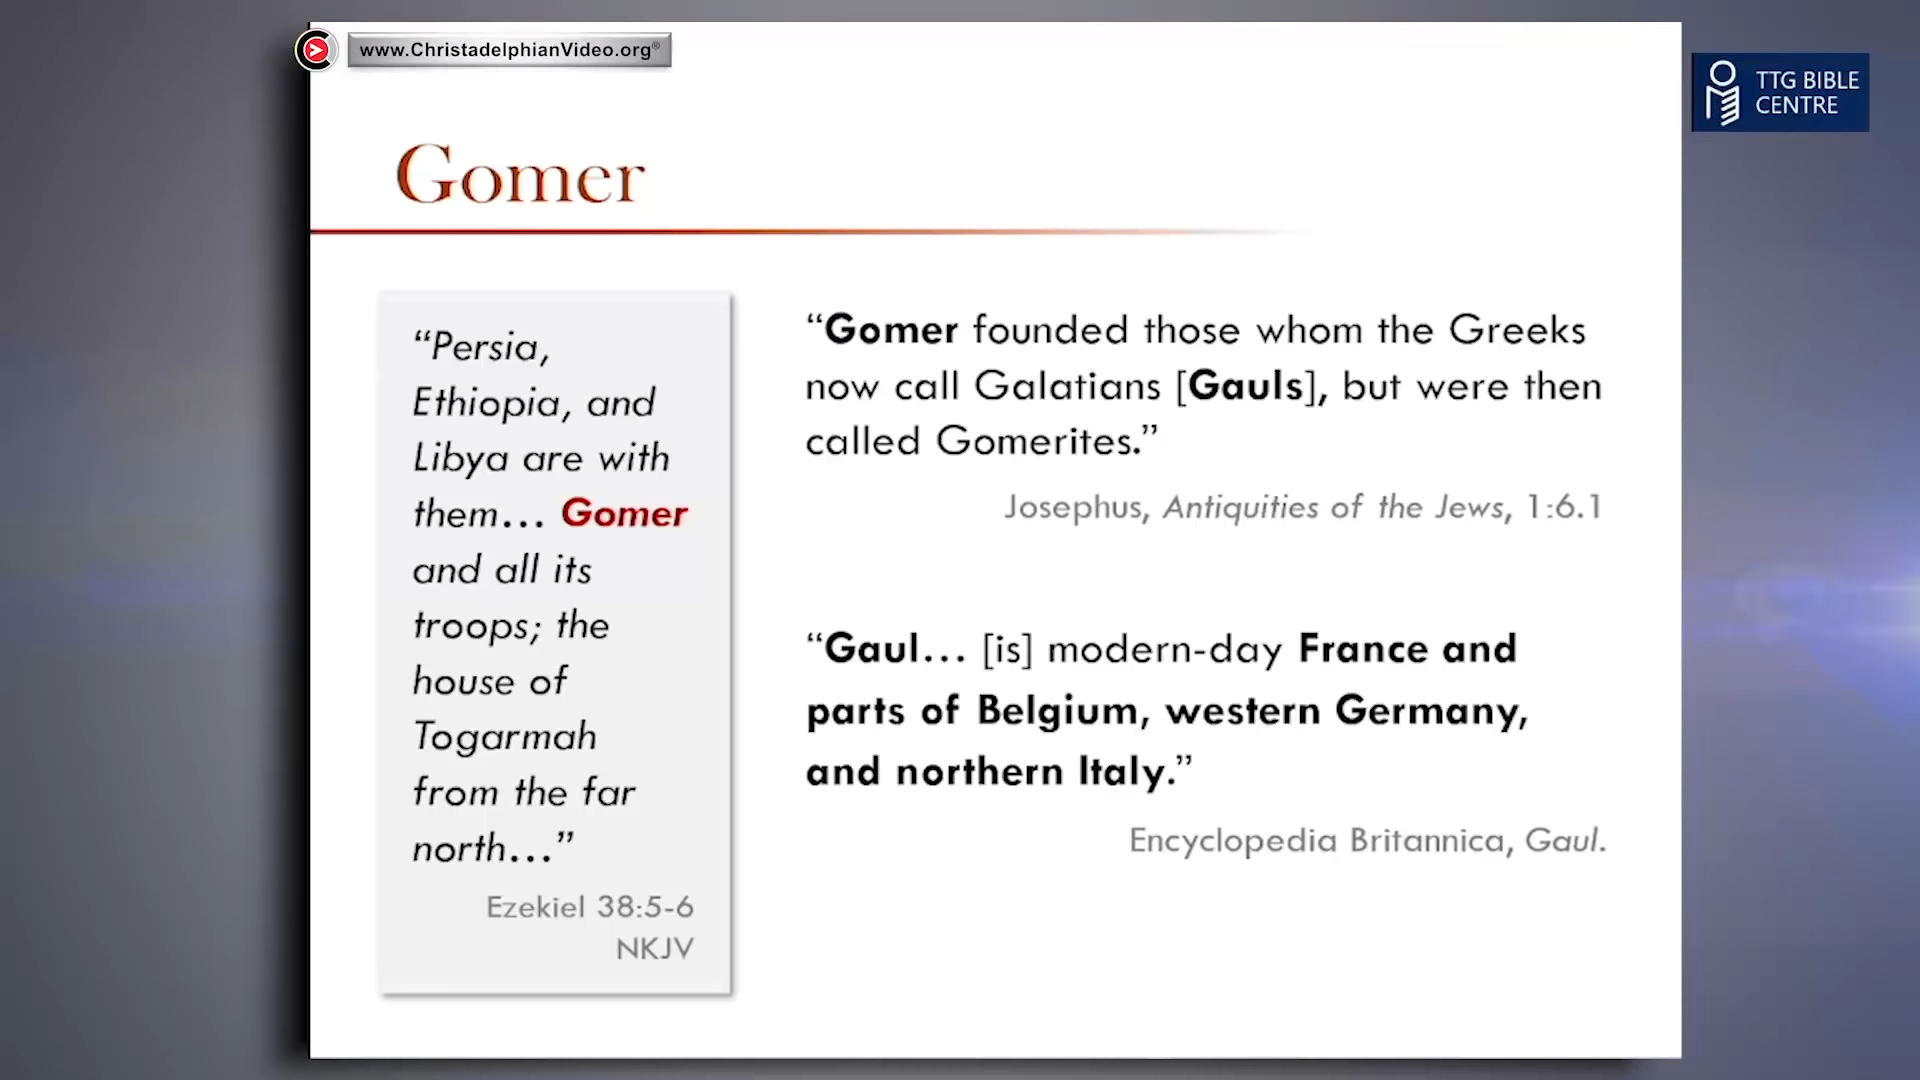 www.ChristadelphianVideo.org®
TTG BIBLE
CENTRE
Gomer
“Persia,
Ethiopia, and
Libya are with
them… Gomer
and all its
troops; the
house of
Togarmah
from the far
north…”
Ezekiel 38:5-6
NKJV
“Gomer founded those whom the Greeks
now call Galatians [Gauls], but were then
called Gomerites.”
Josephus, Antiquities of the Jews, 1:6.1
“Gaul… [is] modern-day France and
parts of Belgium, western Germany,
and northern Italy.”
Encyclopedia Britannica, Gaul.